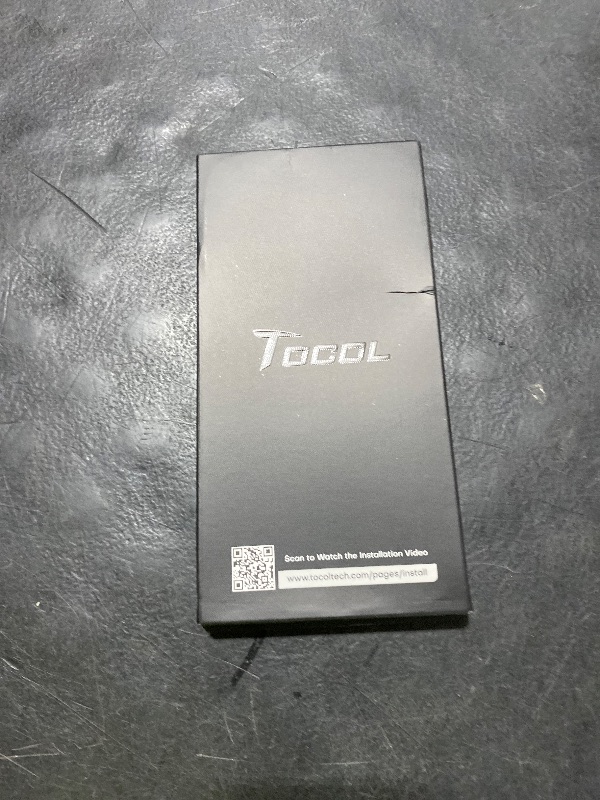 TOCOL
Scan to Watch the Installation Video
www.tocoltech.com/pages/install